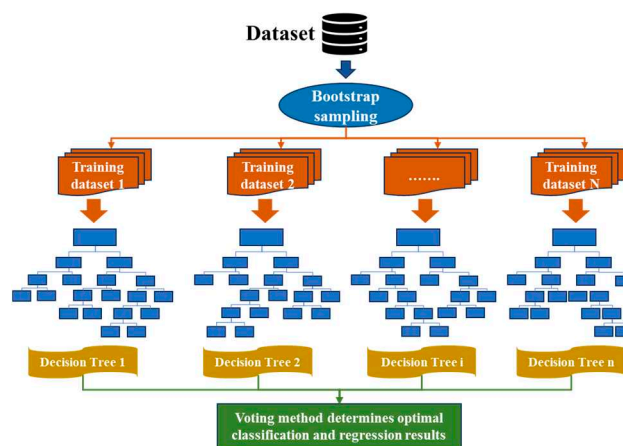 Dataset
Bootstrap
sampling
Training
dataset 1
Training
dataset 2
.......
Training
dataset N
Decision Tree 1
Decision Tree 2
Decision Tree i
Decision Tree n
Voting method determines optimal
classification and regression results